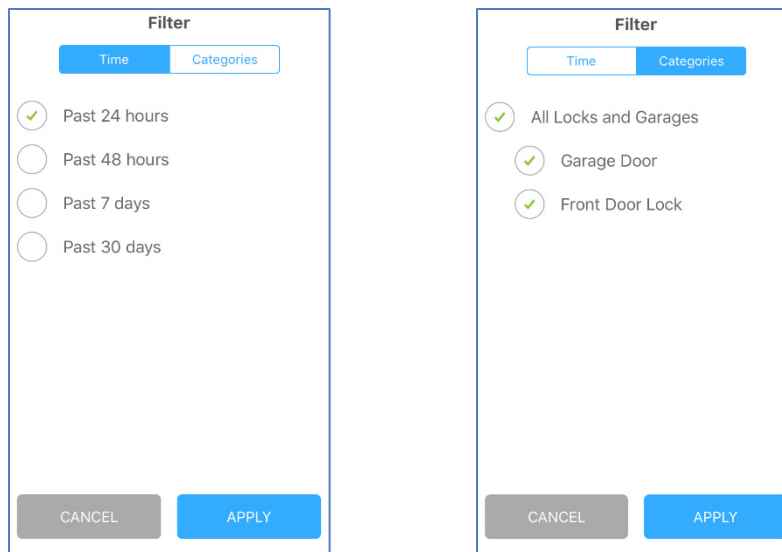 Filter
Time Categories
Past 24 hours
Past 48 hours
Past 7 days
Past 30 days
CANCEL APPLY
Filter
Time Categories
All Locks and Garages
Garage Door
Front Door Lock
CANCEL APPLY